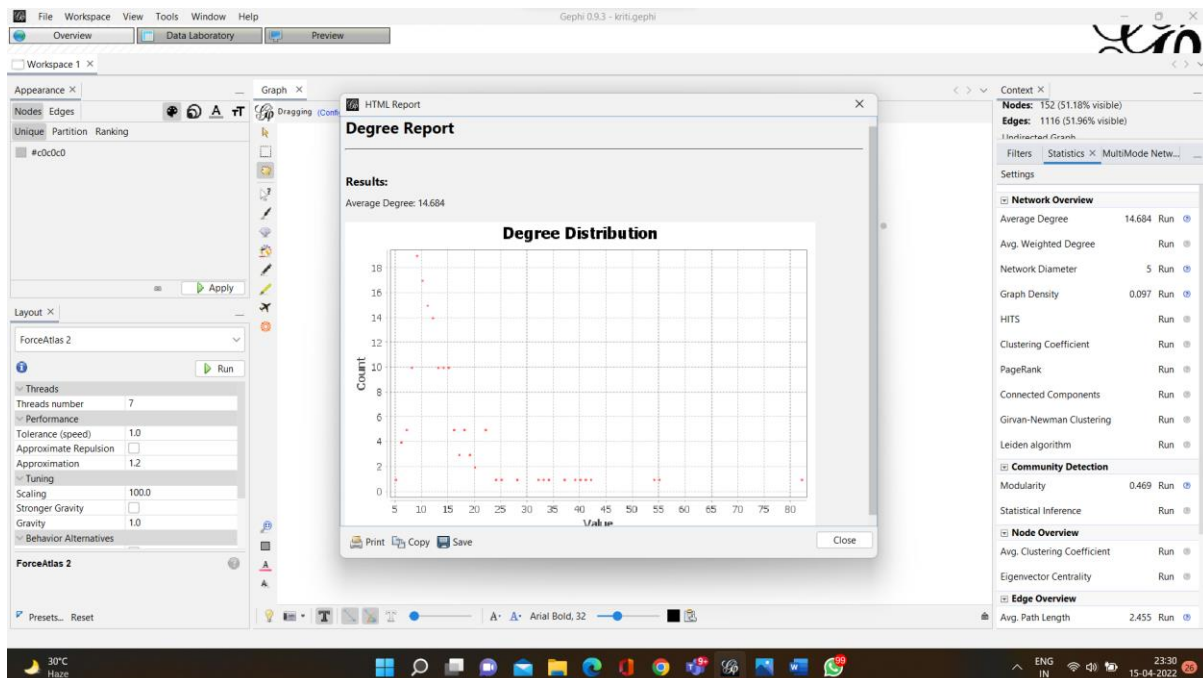 File Workspace View Tools Window Help
Gephi 0.9.3 - kriti.gephi
Overview Data Laboratory Preview
Workspace 1
Appearance
Nodes Edges
Unique Partition Ranking
#c0c0c0
Apply
Layout
ForceAtlas 2
Run
Threads
Threads number 7
Performance
Tolerance (speed) 1.0
Approximate Repulsion
Approximation 1.2
Tuning
Scaling 100.0
Stronger Gravity
Gravity 1.0
Behavior Alternatives
ForceAtlas 2
Presets... Reset
Graph
Dragging
HTML Report
Degree Report
Results:
Average Degree: 14.684
Degree Distribution
Count
18
16
14
12
10
8
6
4
2
0
5 10 15 20 25 30 35 40 45 50 55 60 65 70 75 80
Value
Print Copy Save
Close
Arial Bold, 32
Context
Nodes: 152 (51.18% visible)
Edges: 1116 (51.96% visible)
Undirected Graph
Filters Statistics MultiMode Netw...
Settings
Network Overview
Average Degree 14.684 Run
Avg. Weighted Degree Run
Network Diameter 5 Run
Graph Density 0.097 Run
HITS Run
Clustering Coefficient Run
PageRank Run
Connected Components Run
Girvan-Newman Clustering Run
Leiden algorithm Run
Community Detection
Modularity 0.469 Run
Statistical Inference Run
Node Overview
Avg. Clustering Coefficient Run
Eigenvector Centrality Run
Edge Overview
Avg. Path Length 2.455 Run
30°C
Haze
ENG
IN
23:30
15-04-2022
26